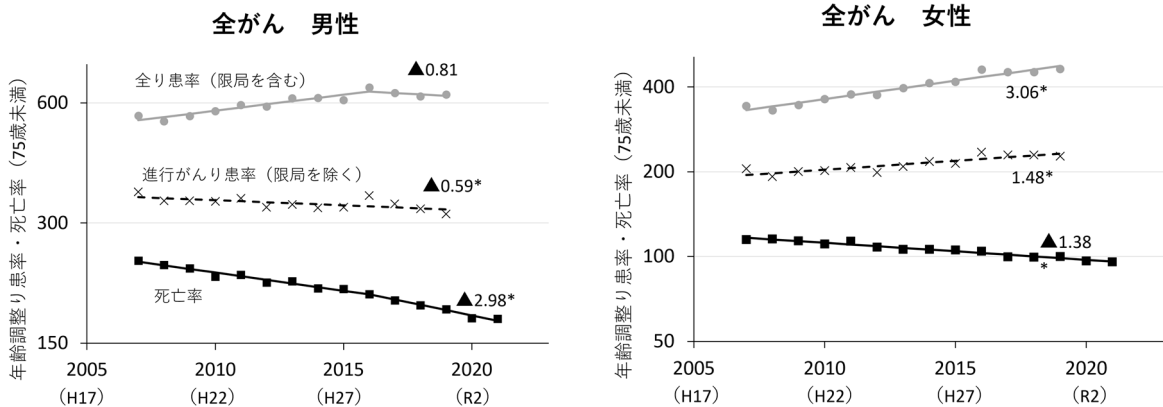 全がん　男性
年齢調整り患率・死亡率（75歳未満）
全り患率（限局を含む）
▲0.81
600
進行がんり患率（限局を除く）
▲0.59*
300
死亡率
▲2.98*
150
2005
2010
2015
2020
（H17）
（H22）
（H27）
（R2）
全がん　女性
年齢調整り患率・死亡率（75歳未満）
400
3.06*
200
1.48*
▲1.38
*
100
50
2005
2010
2015
2020
（H17）
（H22）
（H27）
（R2）